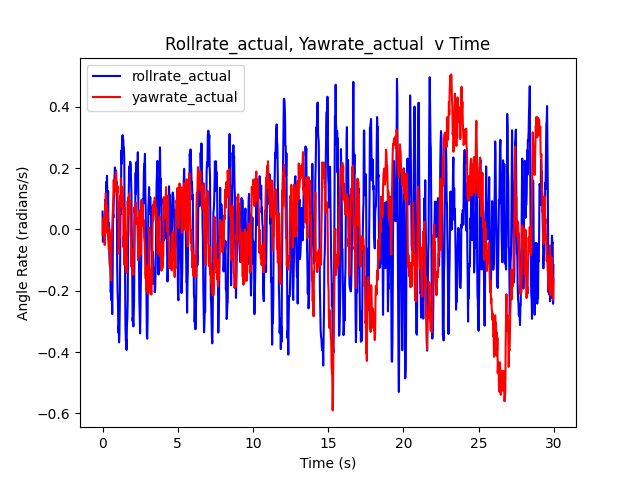 Rollrate_actual, Yawrate_actual  v Time
rollrate_actual
yawrate_actual
Angle Rate (radians/s)
0.4
0.2
0.0
−0.2
−0.4
−0.6
0 5 10 15 20 25 30
Time (s)